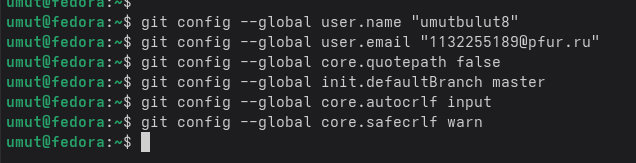 umut@fedora:~$
umut@fedora:~$ git config --global user.name "umutbulut8"
umut@fedora:~$ git config --global user.email "1132255189@pfur.ru"
umut@fedora:~$ git config --global core.quotepath false
umut@fedora:~$ git config --global init.defaultBranch master
umut@fedora:~$ git config --global core.autocrlf input
umut@fedora:~$ git config --global core.safecrlf warn
umut@fedora:~$